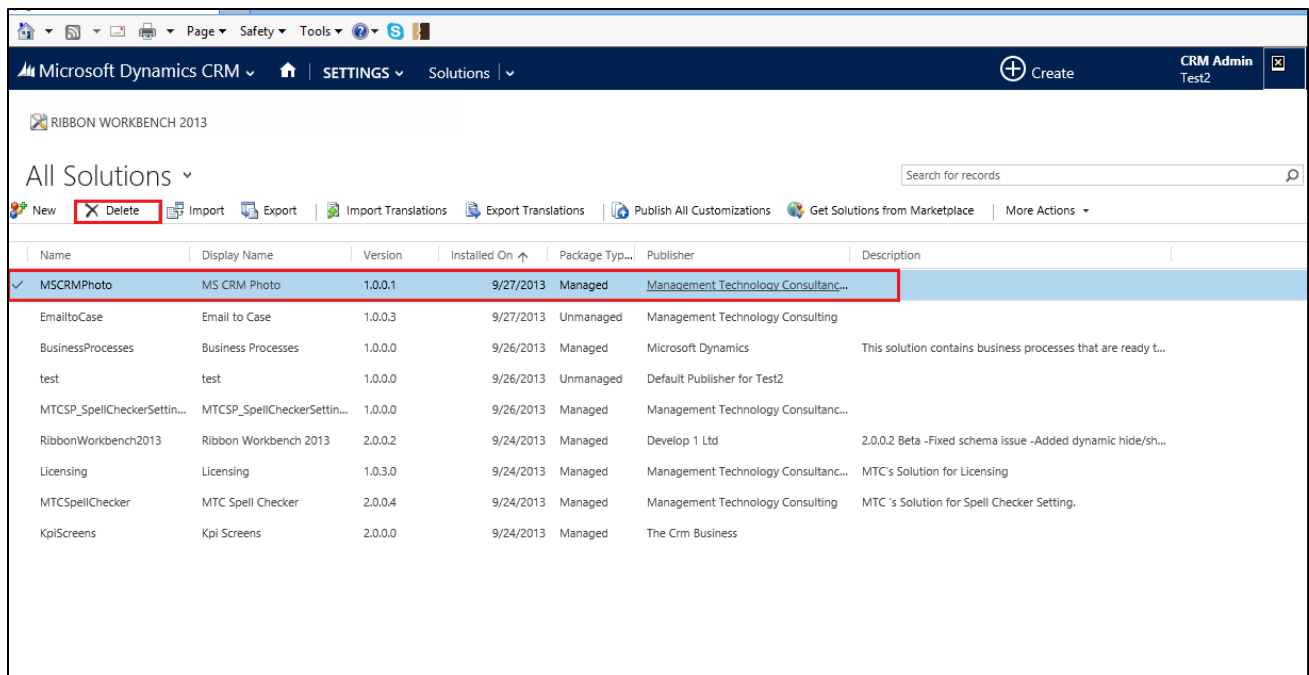 Page Safety Tools
Microsoft Dynamics CRM SETTINGS Solutions Create CRM Admin
Test2
RIBBON WORKBENCH 2013
All Solutions Search for records
New Delete Import Export Import Translations Export Translations Publish All Customizations Get Solutions from Marketplace More Actions
Name Display Name Version Installed On Package Typ... Publisher Description
MSCRMPhoto MS CRM Photo 1.0.0.1 9/27/2013 Managed Management Technology Consultanc...
EmailtoCase Email to Case 1.0.0.3 9/27/2013 Unmanaged Management Technology Consulting
BusinessProcesses Business Processes 1.0.0.0 9/26/2013 Managed Microsoft Dynamics This solution contains business processes that are ready t...
test test 1.0.0.0 9/26/2013 Unmanaged Default Publisher for Test2
MTCSP_SpellCheckerSettin... MTCSP_SpellCheckerSettin... 1.0.0.0 9/26/2013 Managed Management Technology Consultanc...
RibbonWorkbench2013 Ribbon Workbench 2013 2.0.0.2 9/24/2013 Managed Develop 1 Ltd 2.0.0.2 Beta -Fixed schema issue -Added dynamic hide/sh...
Licensing Licensing 1.0.3.0 9/24/2013 Managed Management Technology Consultanc... MTC's Solution for Licensing
MTCSpellChecker MTC Spell Checker 2.0.0.4 9/24/2013 Managed Management Technology Consulting MTC 's Solution for Spell Checker Setting.
KpiScreens Kpi Screens 2.0.0.0 9/24/2013 Managed The Crm Business